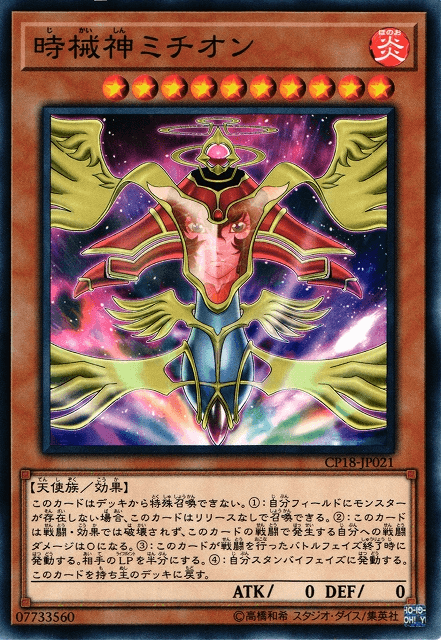 時械神ミチオン
炎
CP18-JP021
【天使族/効果】
このカードはデッキから特殊召喚できない。①:自分フィールドにモンスター
が存在しない場合、このカードはリリースなしで召喚できる。②:このカード
は戦闘・効果では破壊されず、このカードの戦闘で発生する自分への戦闘
ダメージは0になる。③:このカードが戦闘を行ったバトルフェイズ終了時に
発動する。相手のLPを半分にする。④:自分スタンバイフェイズに発動する。
このカードを持ち主のデッキに戻す。
ATK/ 0 DEF/ 0
07733560
©高橋和希 スタジオ・ダイス/集英社